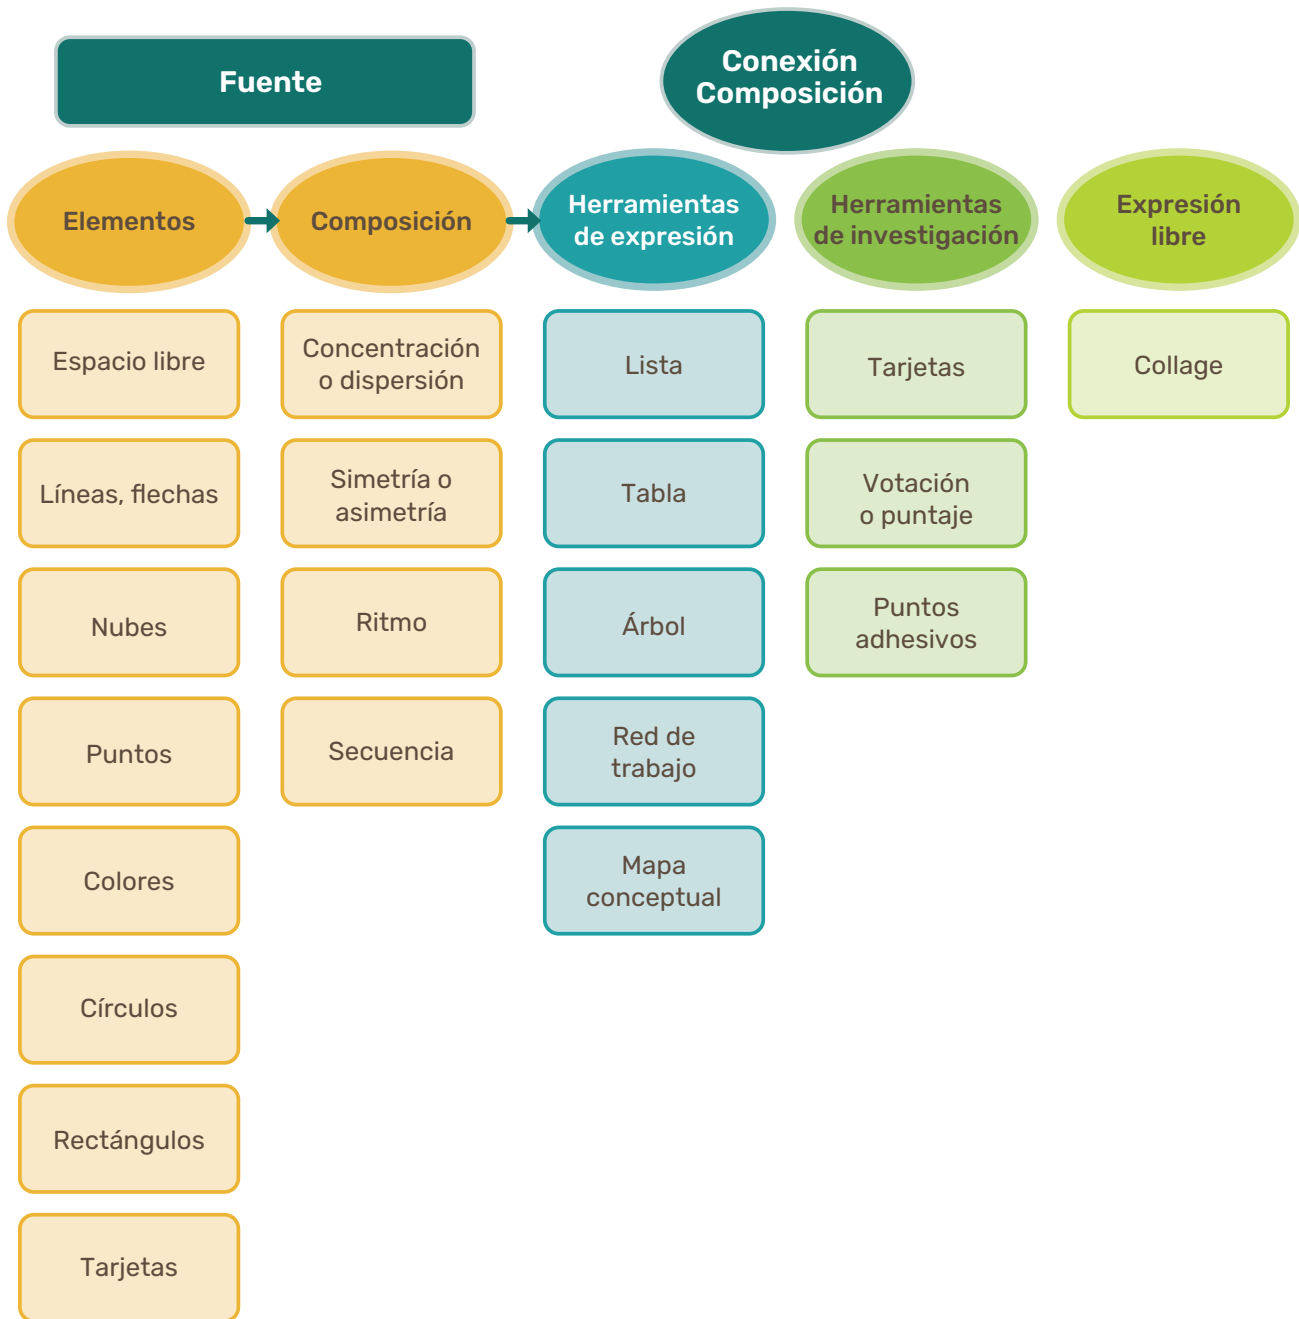 Fuente
Conexión
Composición
Elementos
Composición
Herramientas
de expresión
Herramientas
de investigación
Expresión
libre
Espacio libre
Líneas, flechas
Nubes
Puntos
Colores
Círculos
Rectángulos
Tarjetas
Concentración
o dispersión
Simetría o
asimetría
Ritmo
Secuencia
Lista
Tabla
Árbol
Red de
trabajo
Mapa
conceptual
Tarjetas
Votación
o puntaje
Puntos
adhesivos
Collage